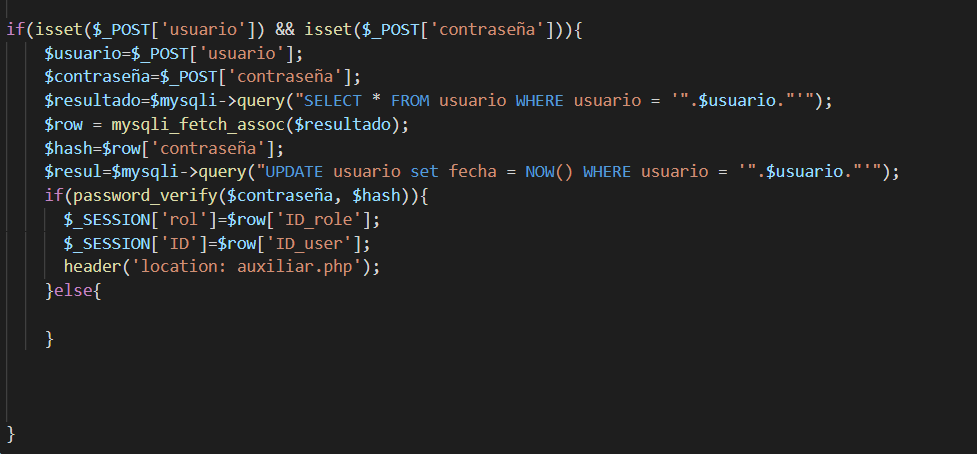 if(isset($_POST['usuario']) && isset($_POST['contraseña'])){
$usuario=$_POST['usuario'];
$contraseña=$_POST['contraseña'];
$resultado=$mysqli->query("SELECT * FROM usuario WHERE usuario = '".$usuario."'");
$row = mysqli_fetch_assoc($resultado);
$hash=$row['contraseña'];
$resul=$mysqli->query("UPDATE usuario set fecha = NOW() WHERE usuario = '".$usuario."'");
if(password_verify($contraseña, $hash)){
$_SESSION['rol']=$row['ID_role'];
$_SESSION['ID']=$row['ID_user'];
header('location: auxiliar.php');
}else{
}
}